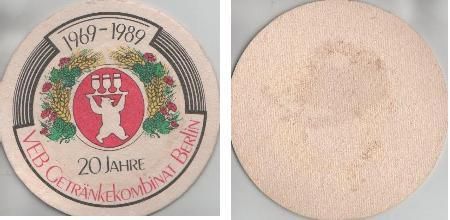 1969-1989
20 JAHRE
VEB GETRÄNKEKOMBINAT BERLIN